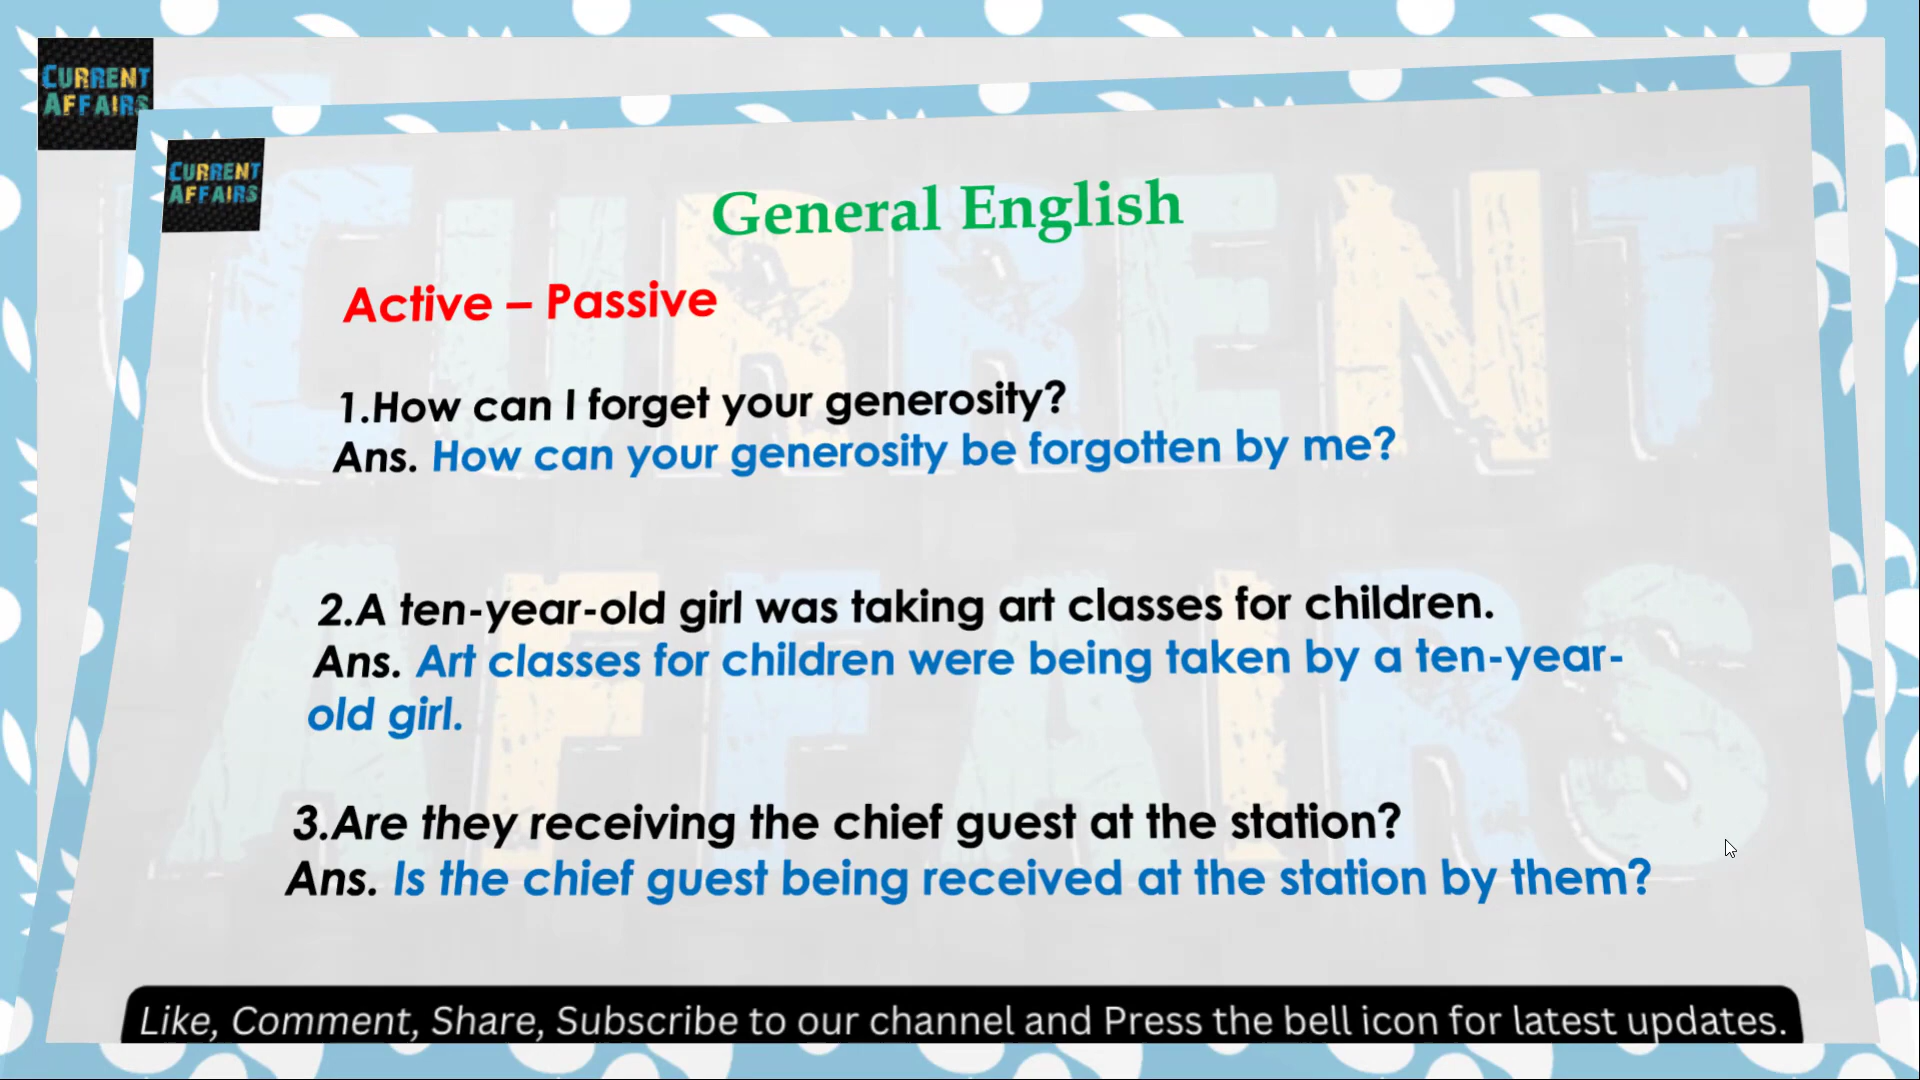 CURRENT
AFFAIRS
CURRENT
AFFAIRS
General English
Active – Passive
1.How can I forget your generosity?
Ans. How can your generosity be forgotten by me?
2.A ten-year-old girl was taking art classes for children.
Ans. Art classes for children were being taken by a ten-year-
old girl.
3.Are they receiving the chief guest at the station?
Ans. Is the chief guest being received at the station by them?
CURRENT
AFFAIRS
Like, Comment, Share, Subscribe to our channel and Press the bell icon for latest updates.